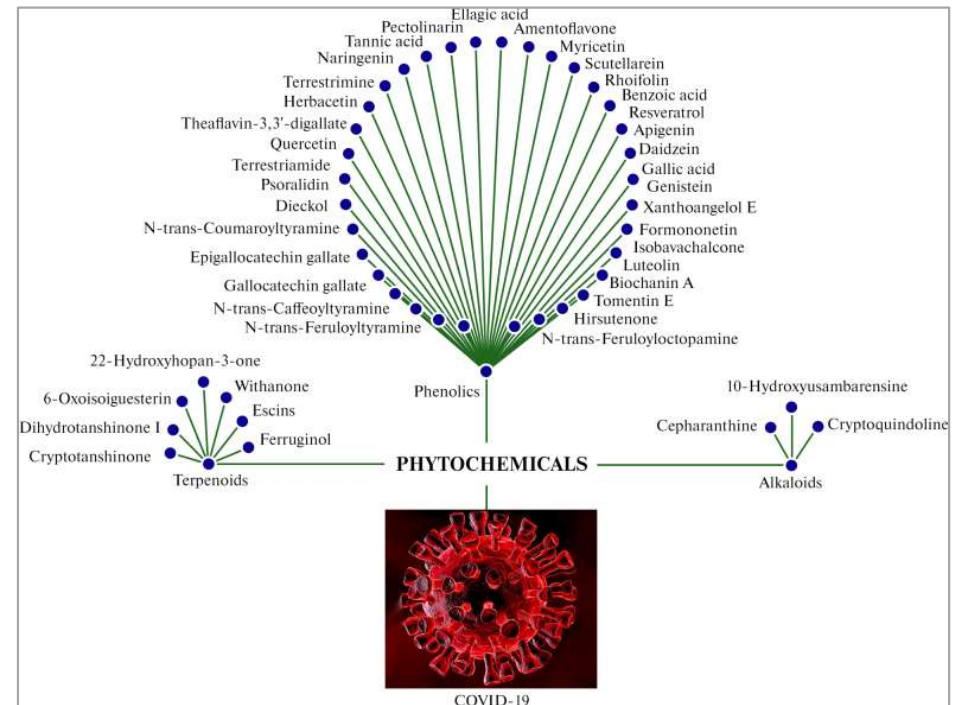 Ellagic acid
Pectolinarin
Amentoflavone
Tannic acid
Myricetin
Naringenin
Scutellarein
Terrestrimine
Rhoifolin
Herbacetin
Benzoic acid
Theaflavin-3,3'-digallate
Resveratrol
Quercetin
Apigenin
Terrestriamide
Daidzein
Psoralidin
Gallic acid
Dieckol
Genistein
N-trans-Coumaroyltyramine
Xanthoangelol E
Epigallocatechin gallate
Formononetin
Gallocatechin gallate
Isobavachalcone
N-trans-Caffeoyltyramine
Luteolin
N-trans-Feruloyltyramine
Biochanin A
Tomentin E
Hirsutenone
N-trans-Feruloyloctopamine
Phenolics
22-Hydroxyhopan-3-one
6-Oxoisoiguesterin
Withanone
Dihydrotanshinone I
Escins
Cryptotanshinone
Ferruginol
Terpenoids
PHYTOCHEMICALS
10-Hydroxyusambarensine
Cepharanthine
Cryptoquindoline
Alkaloids
COVID-19